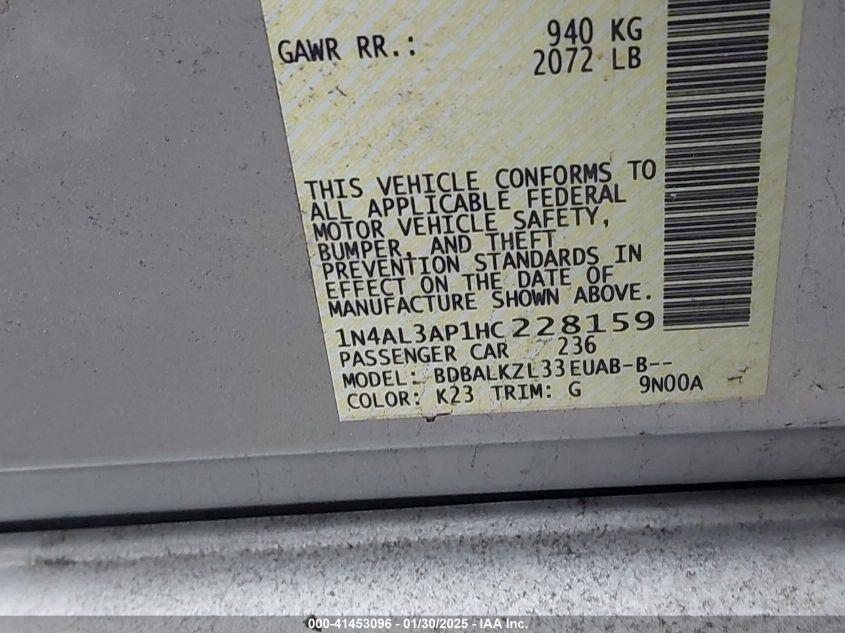 GAWR RR.: 940 KG
2072 LB
THIS VEHICLE CONFORMS TO
ALL APPLICABLE FEDERAL
MOTOR VEHICLE SAFETY,
BUMPER, AND THEFT
PREVENTION STANDARDS IN
EFFECT ON THE DATE OF
MANUFACTURE SHOWN ABOVE.
1N4AL3AP1HC228159
PASSENGER CAR 236
MODEL: BDBALKZL33EUAB-B--
COLOR: K23 TRIM: G 9N00A
000-41453096 - 01/30/2025 - IAA Inc.